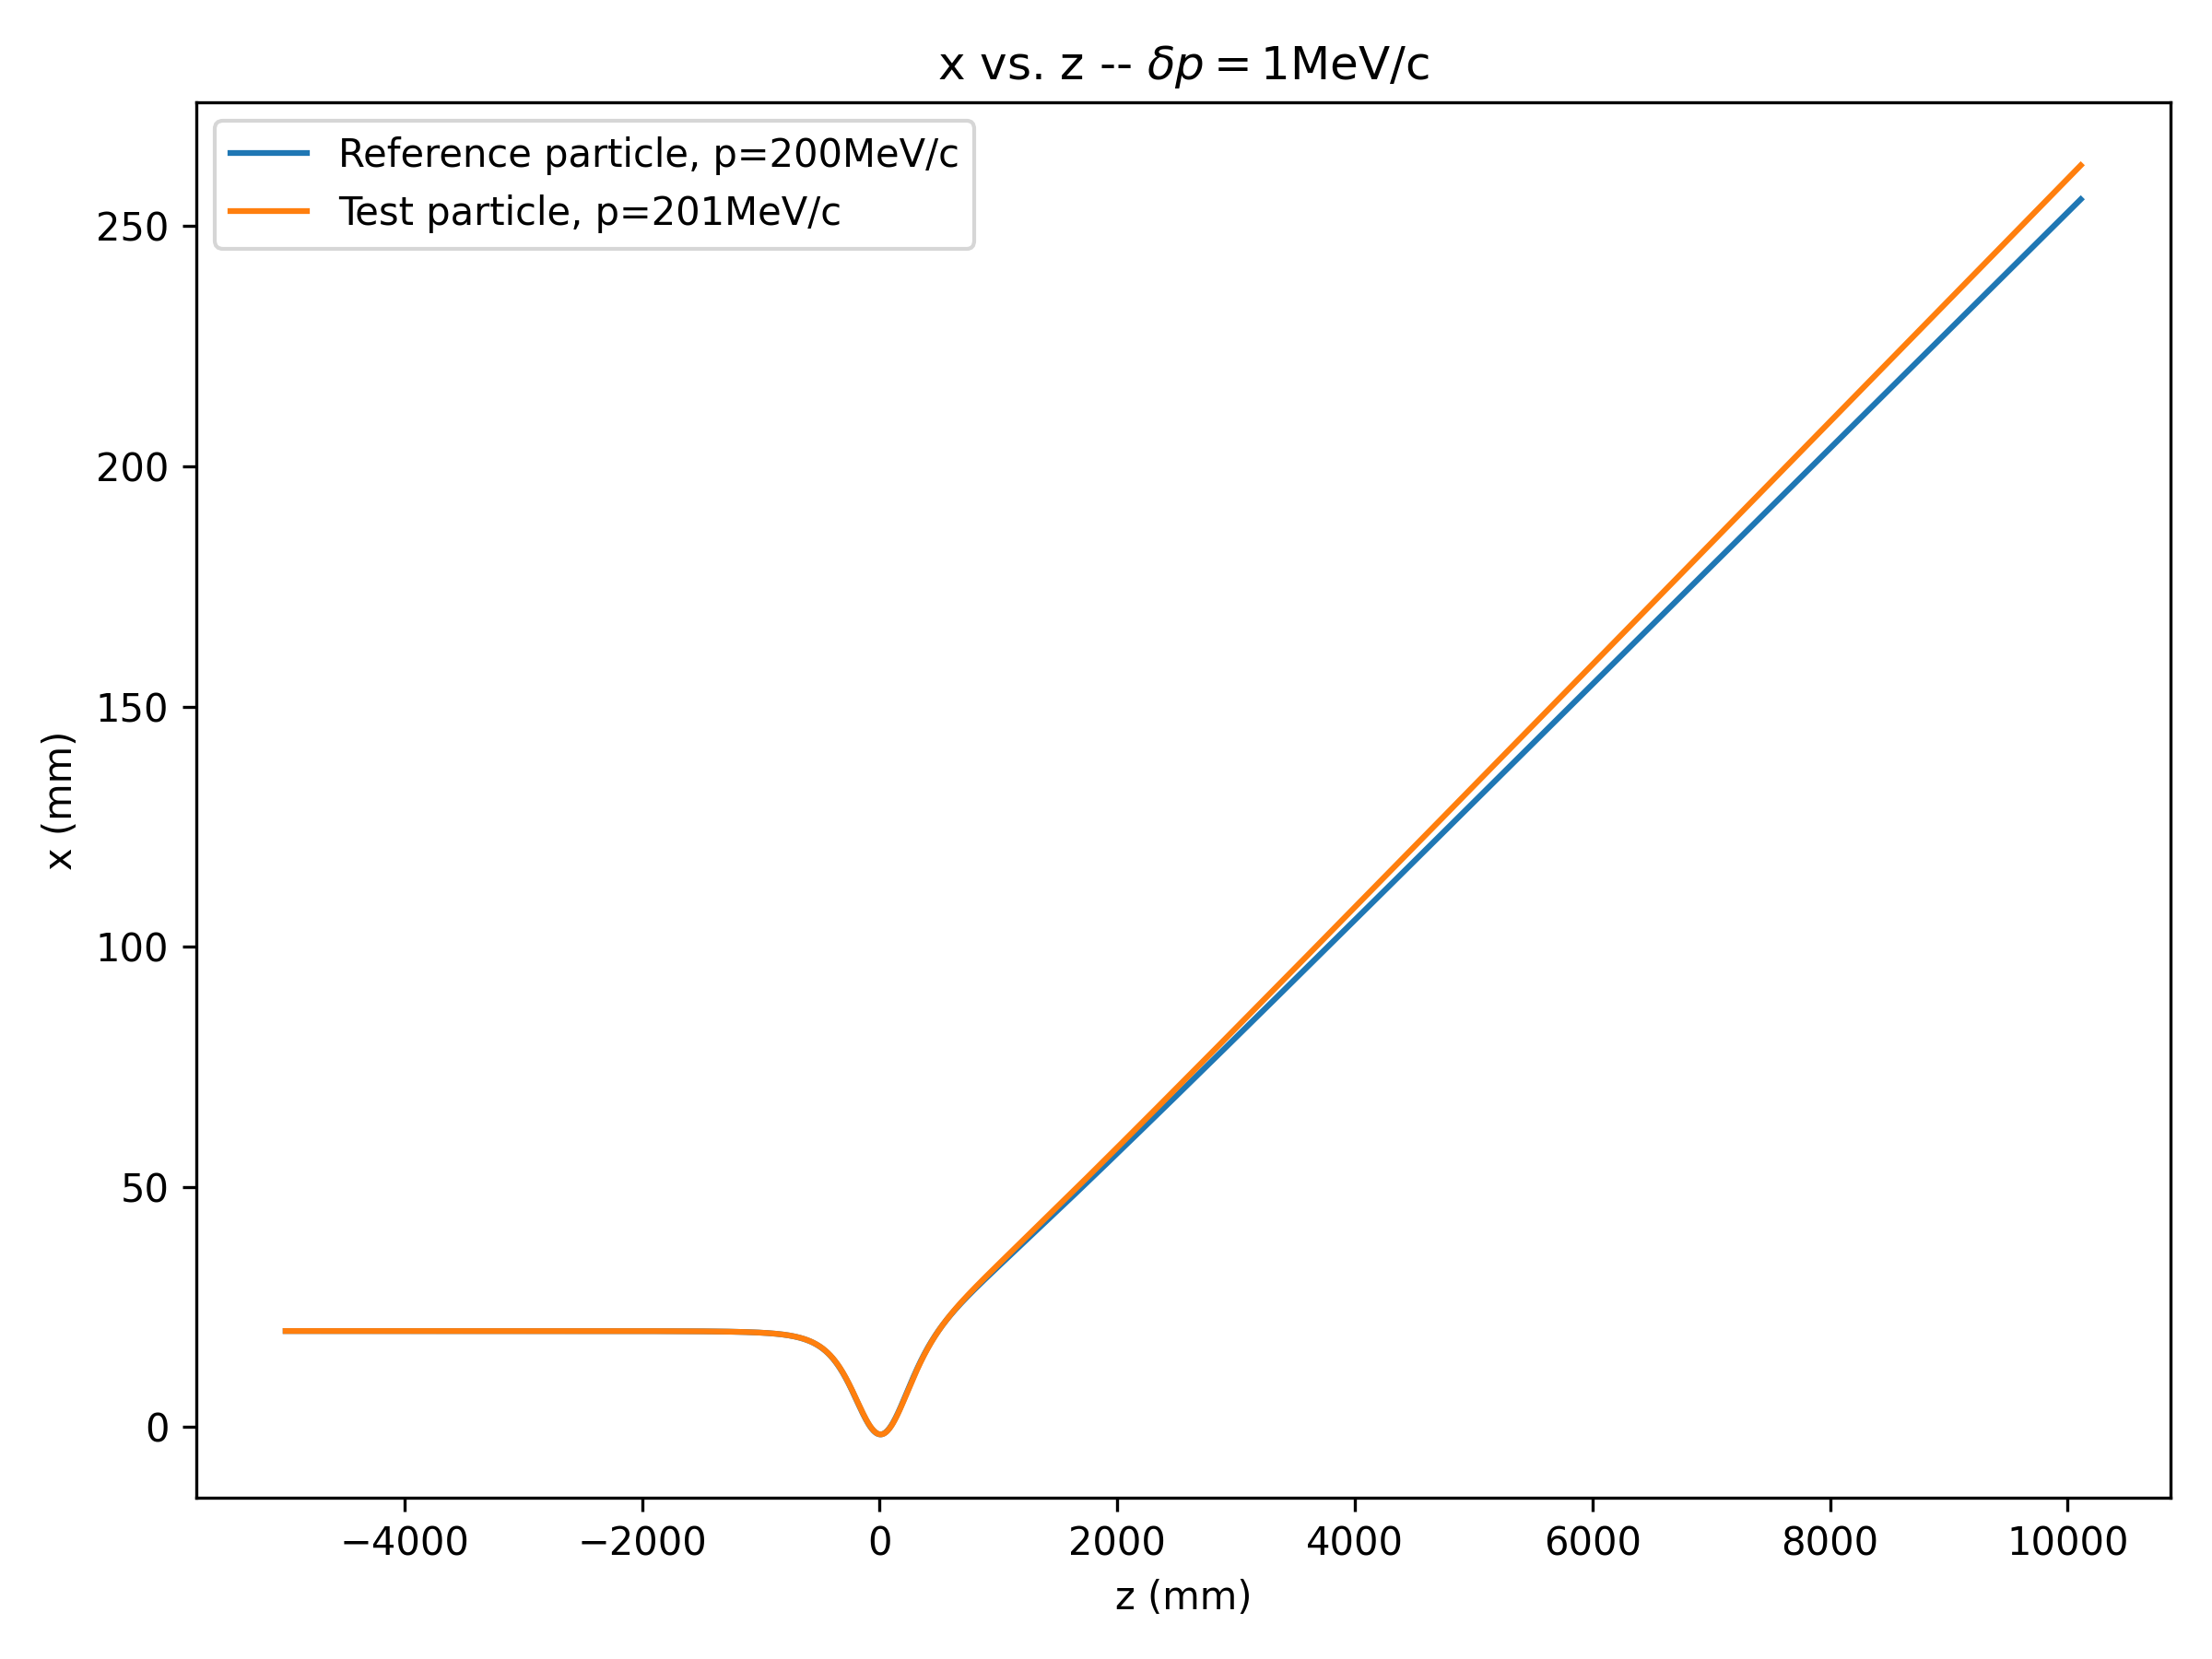 x vs. z -- δp = 1MeV/c
Reference particle, p=200MeV/c
Test particle, p=201MeV/c
250
200
150
100
50
0
x (mm)
−4000 −2000 0 2000 4000 6000 8000 10000
z (mm)